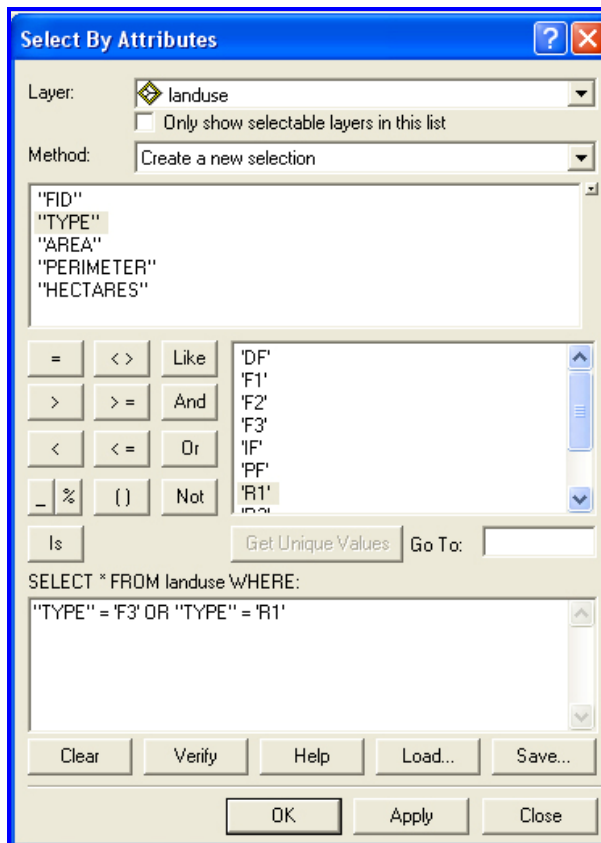 Select By Attributes
Layer: landuse
Only show selectable layers in this list
Method: Create a new selection
"FID"
"TYPE"
"AREA"
"PERIMETER"
"HECTARES"
= < > Like
> > = And
< < = Or
_ % ( ) Not
Is
'DF'
'F1'
'F2'
'F3'
'IF'
'PF'
'R1'
Get Unique Values Go To:
SELECT * FROM landuse WHERE:
"TYPE" = 'F3' OR "TYPE" = 'R1'
Clear Verify Help Load... Save...
OK Apply Close